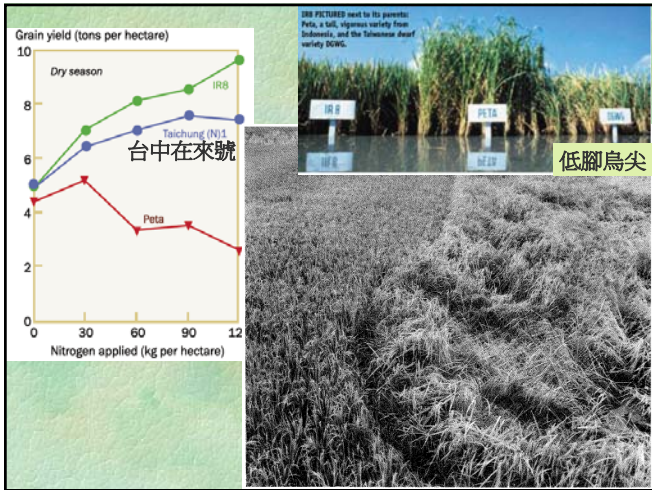 Grain yield (tons per hectare)
10
Dry season
IR8
8
Taichung (N)1
台中在來號
6
4
Peta
2
0
0 30 60 90 12
Nitrogen applied (kg per hectare)
IR8 PICTURED next to its parents:
Peta, a tall, vigorous variety from
Indonesia, and the Taiwanese dwarf
variety DGWG.
IR 8
PETA
DGWG
低腳烏尖